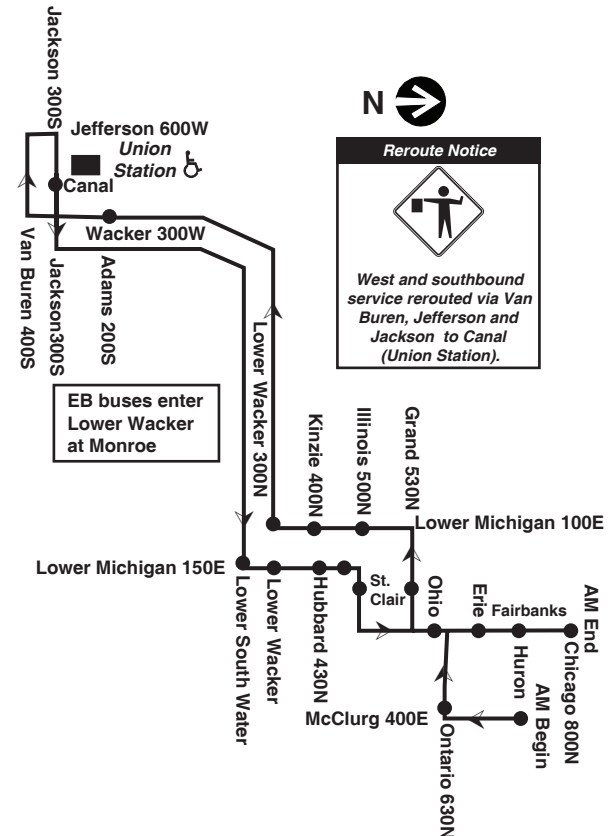 Jackson 300S
N
Jefferson 600W
Union
Station
Canal
Reroute Notice
West and southbound
service rerouted via Van
Buren, Jefferson and
Jackson to Canal
(Union Station).
Wacker 300W
Van Buren 400S
Jackson300S
Adams 200S
EB buses enter
Lower Wacker
at Monroe
Lower Wacker 300N
Kinzie 400N
Illinois 500N
Grand 530N
Lower Michigan 100E
Lower Michigan 150E
Lower South Water
Lower Wacker
Hubbard 430N
St.
Clair
Ohio
Erie
Fairbanks
AM End
Chicago 800N
Huron
AM Begin
McClurg 400E
Ontario 630N